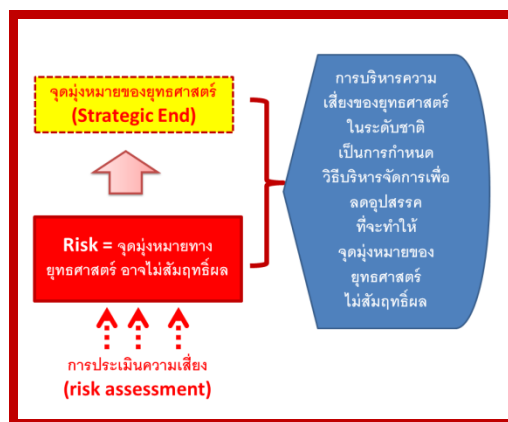 จุดมุ่งหมายของยุทธศาสตร์
(Strategic End)
Risk = จุดมุ่งหมายทาง
ยุทธศาสตร์ อาจไม่สัมฤทธิ์ผล
การประเมินความเสี่ยง
(risk assessment)
การบริหารความ
เสี่ยงของยุทธศาสตร์
ในระดับชาติ
เป็นการกำหนด
วิธีบริหารจัดการเพื่อ
ลดอุปสรรค
ที่จะทำให้
จุดมุ่งหมายของ
ยุทธศาสตร์
ไม่สัมฤทธิ์ผล